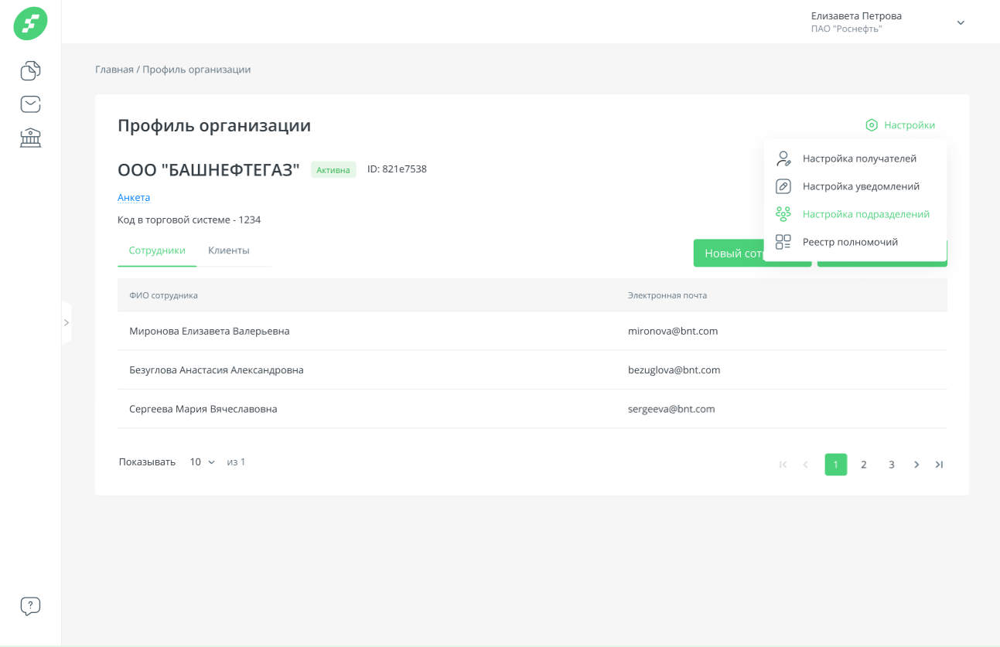 Елизавета Петрова
ПАО "Роснефть"
Главная / Профиль организации
Профиль организации
Настройки
ООО "БАШНЕФТЕГАЗ" Активна ID: 821e7538
Настройка получателей
Настройка уведомлений
Анкета
Настройка подразделений
Код в торговой системе - 1234
Реестр полномочий
Сотрудники Клиенты
Новый
ФИО сотрудника Электронная почта
Миронова Елизавета Валерьевна mironova@bnt.com
Безуглова Анастасия Александровна bezuglova@bnt.com
Сергеева Мария Вячеславовна sergeeva@bnt.com
Показывать 10 из 1
1 2 3
?